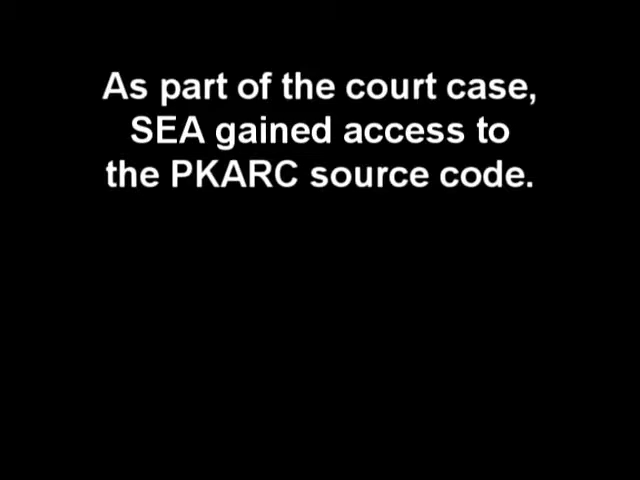 As part of the court case,
SEA gained access to
the PKARC source code.